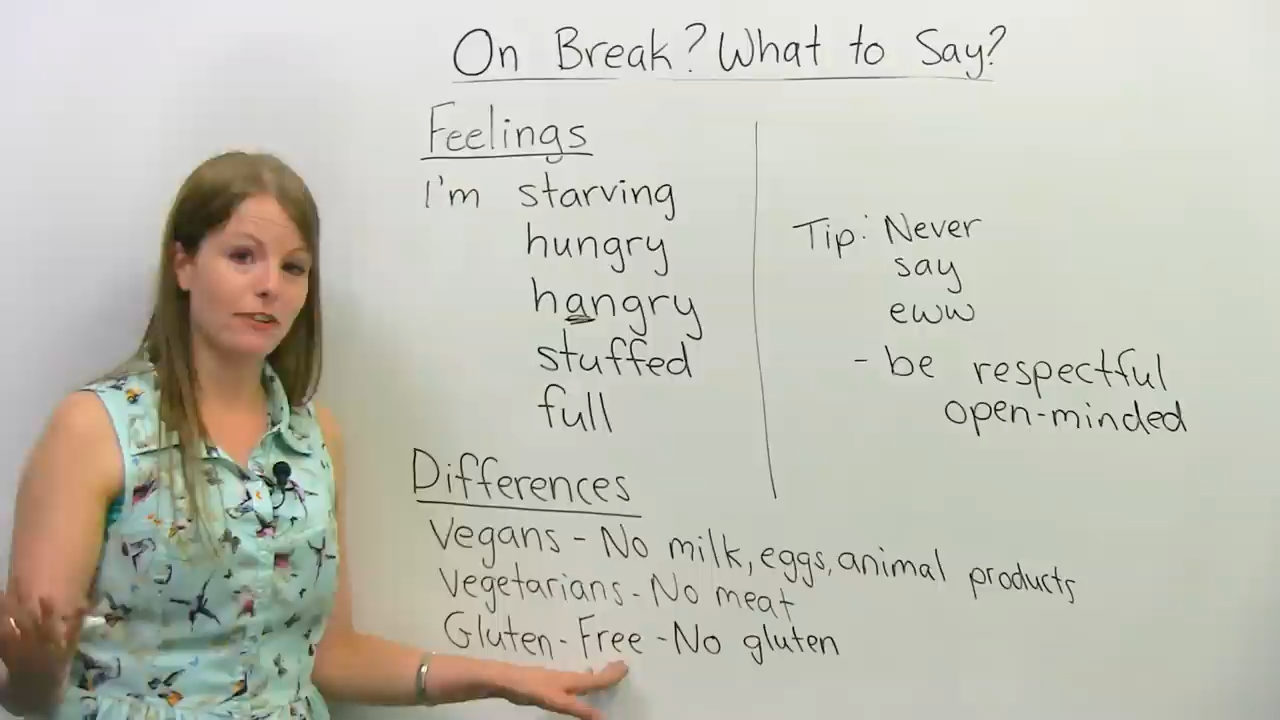 On Break? What to Say?
Feelings
I'm starving
hungry
hangry
stuffed
full
Tip: Never
say
eww
- be respectful
open-minded
Differences
Vegans - No milk, eggs, animal products
Vegetarians - No meat
Gluten-Free - No gluten